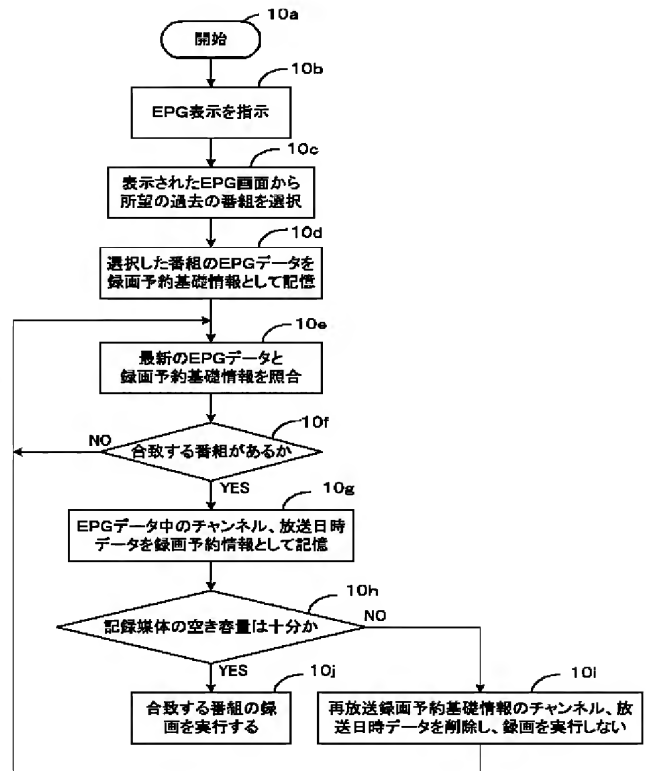 10a
開始
10b
EPG表示を指示
10c
表示されたEPG画面から
所望の過去の番組を選択
10d
選択した番組のEPGデータを
録画予約基礎情報として記憶
10e
最新のEPGデータと
録画予約基礎情報を照合
10f
NO
合致する番組があるか
YES
10g
EPGデータ中のチャンネル、放送日時
データを録画予約情報として記憶
10h
記録媒体の空き容量は十分か
NO
YES
10j
合致する番組の録
画を実行する
10i
再放送録画予約基礎情報のチャンネル、放
送日時データを削除し、録画を実行しない